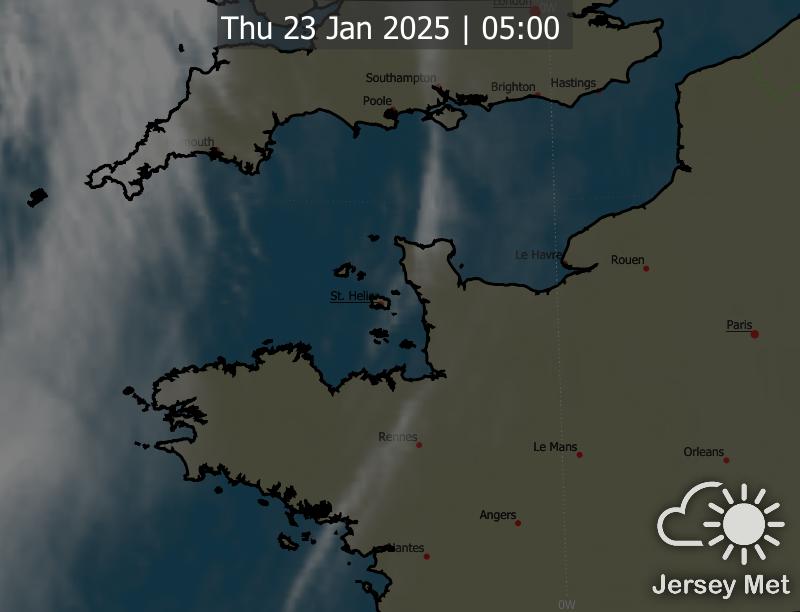 London
0W
Thu 23 Jan 2025 | 05:00
Southampton
Brighton
Hastings
Poole
mouth
Le Havre
Rouen
St. Helier
Paris
Rennes
Le Mans
Orleans
Angers
Nantes
Jersey Met
0W